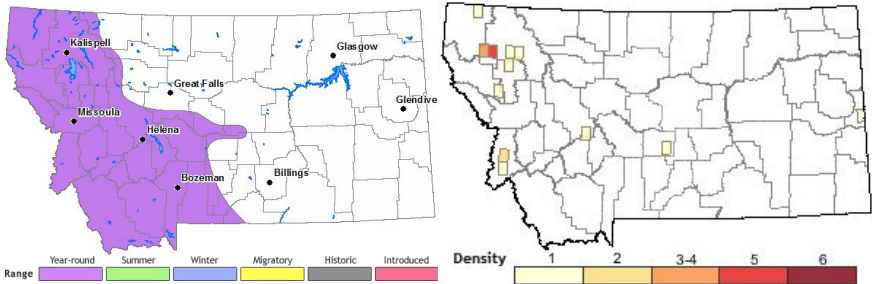 Kalispell
Glasgow
Great Falls
Glendive
Missoula
Helena
Bozeman
Billings
Range Year-round Summer Winter Migratory Historic Introduced
Density 1 2 3-4 5 6